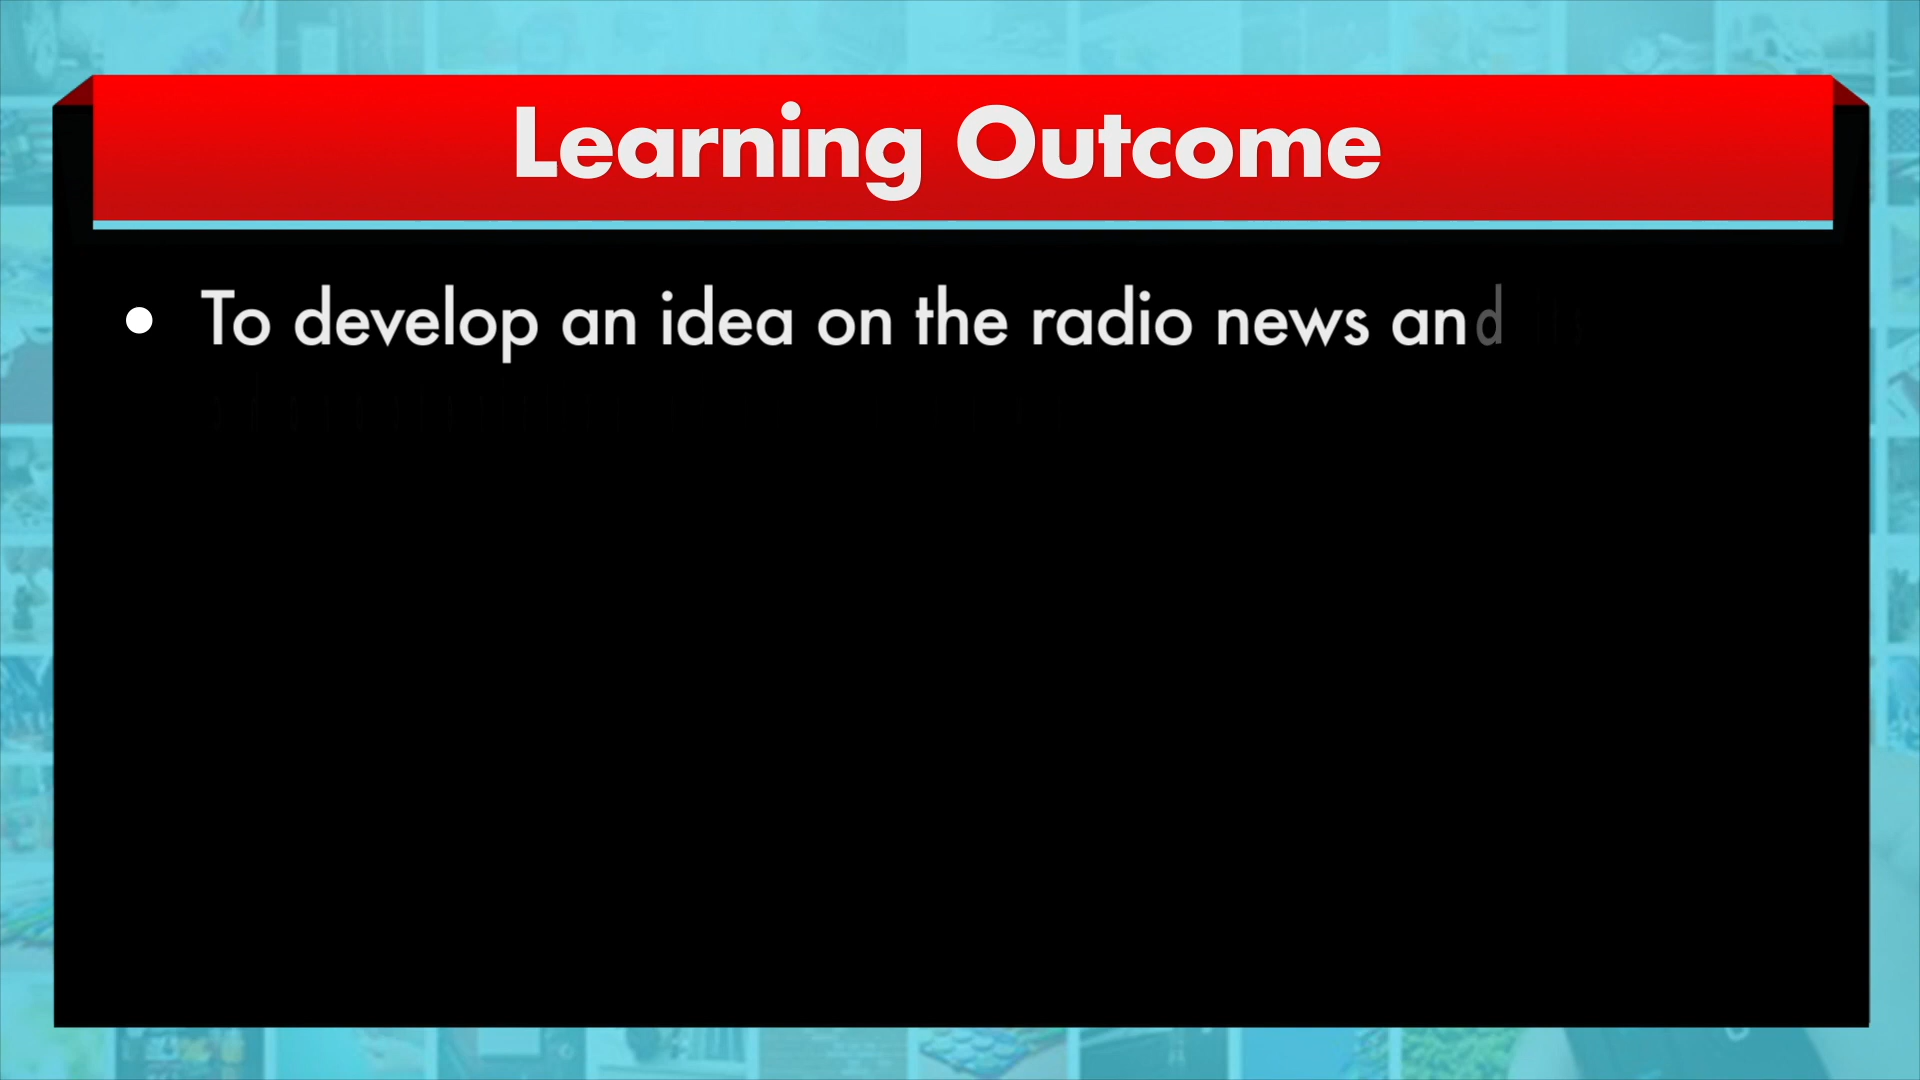 Learning Outcome
• To develop an idea on the radio news and